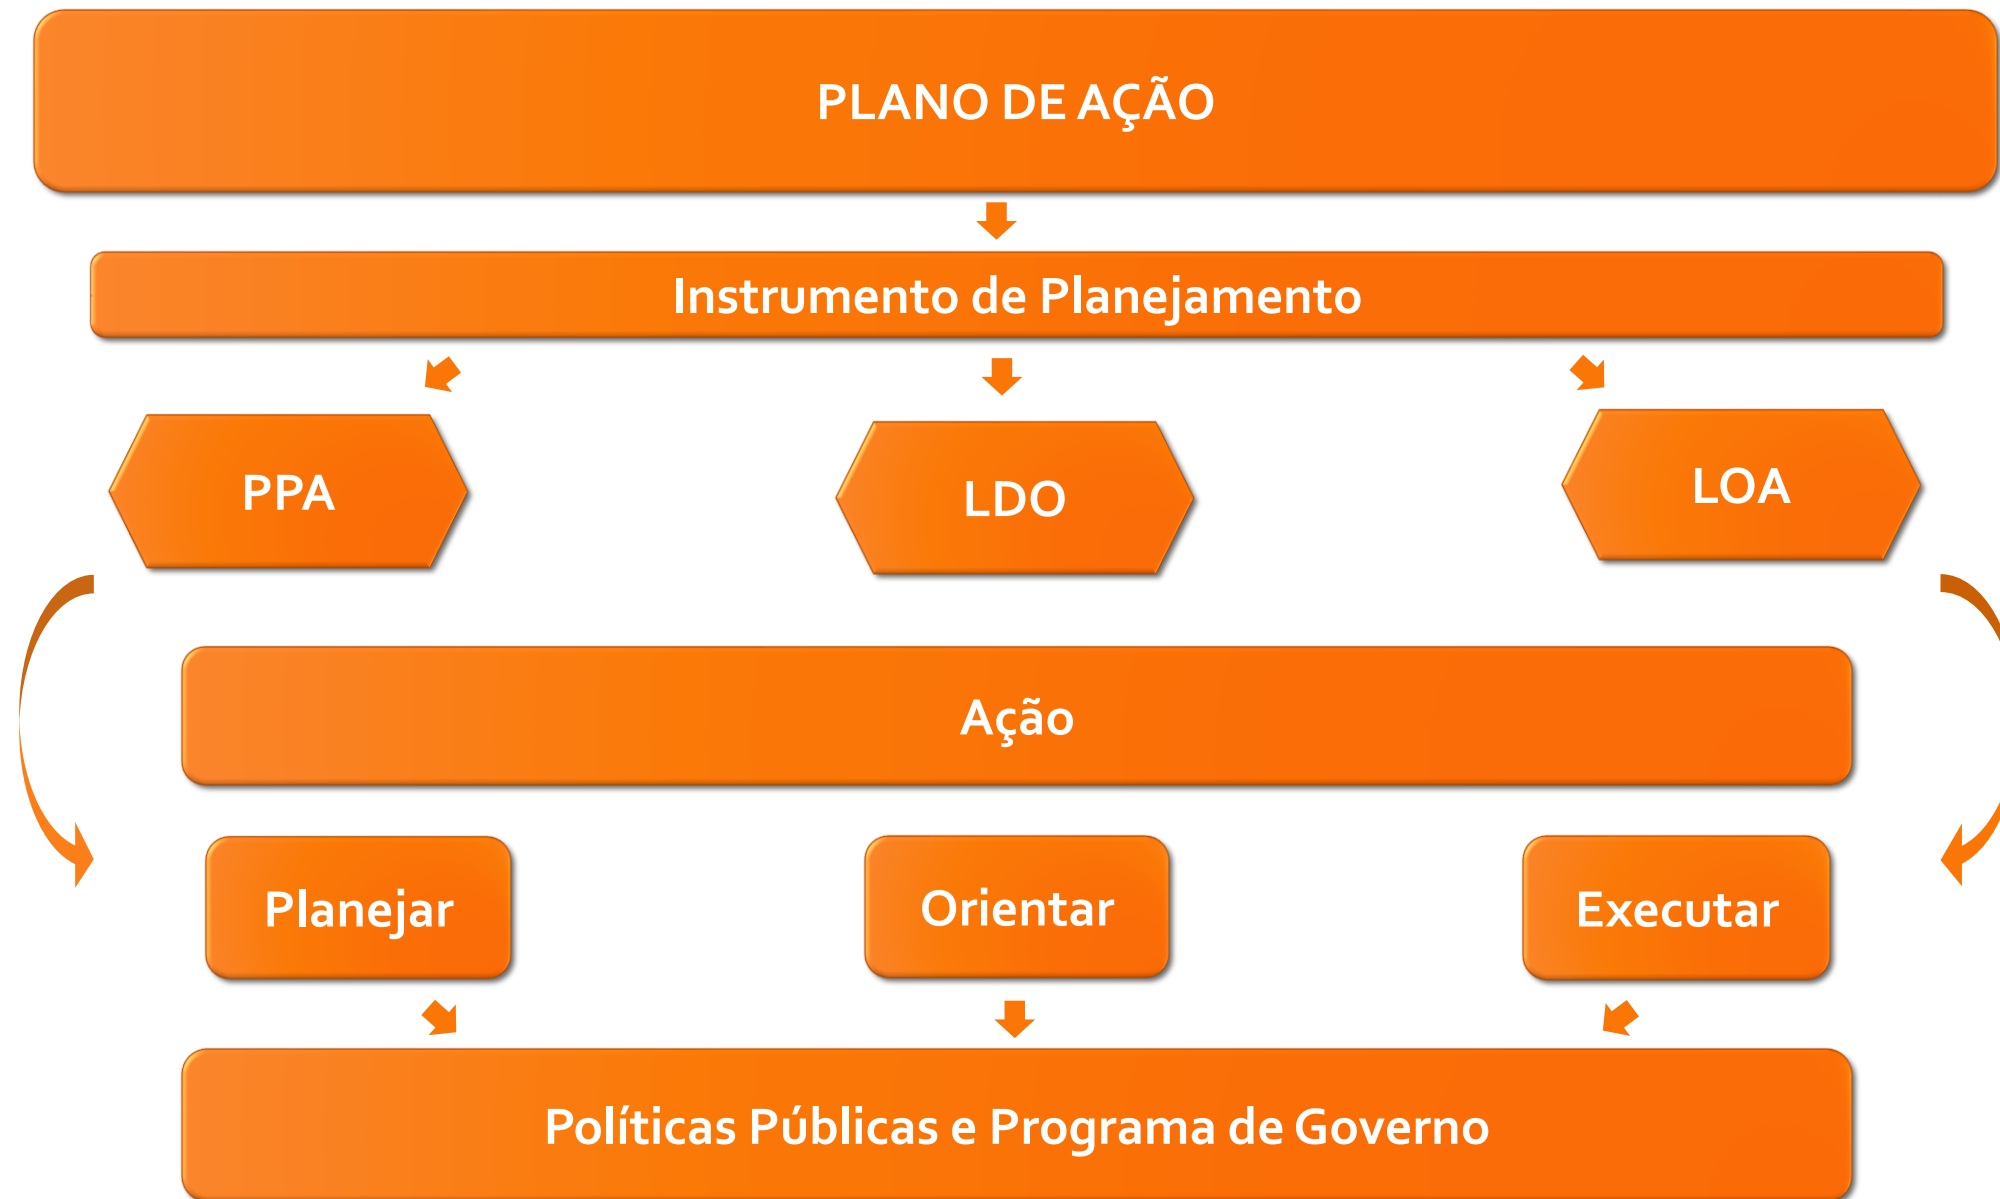 PLANO DE AÇÃO
Instrumento de Planejamento
PPA
LDO
LOA
Ação
Planejar
Orientar
Executar
Políticas Públicas e Programa de Governo